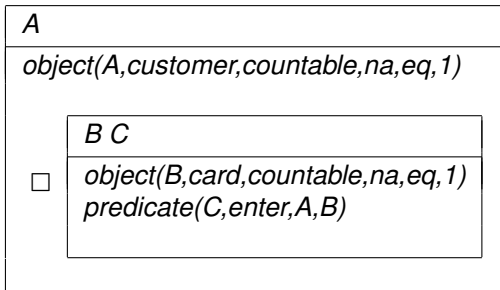 A
object(A,customer,countable,na,eq,1)
B C
□ object(B,card,countable,na,eq,1)
predicate(C,enter,A,B)